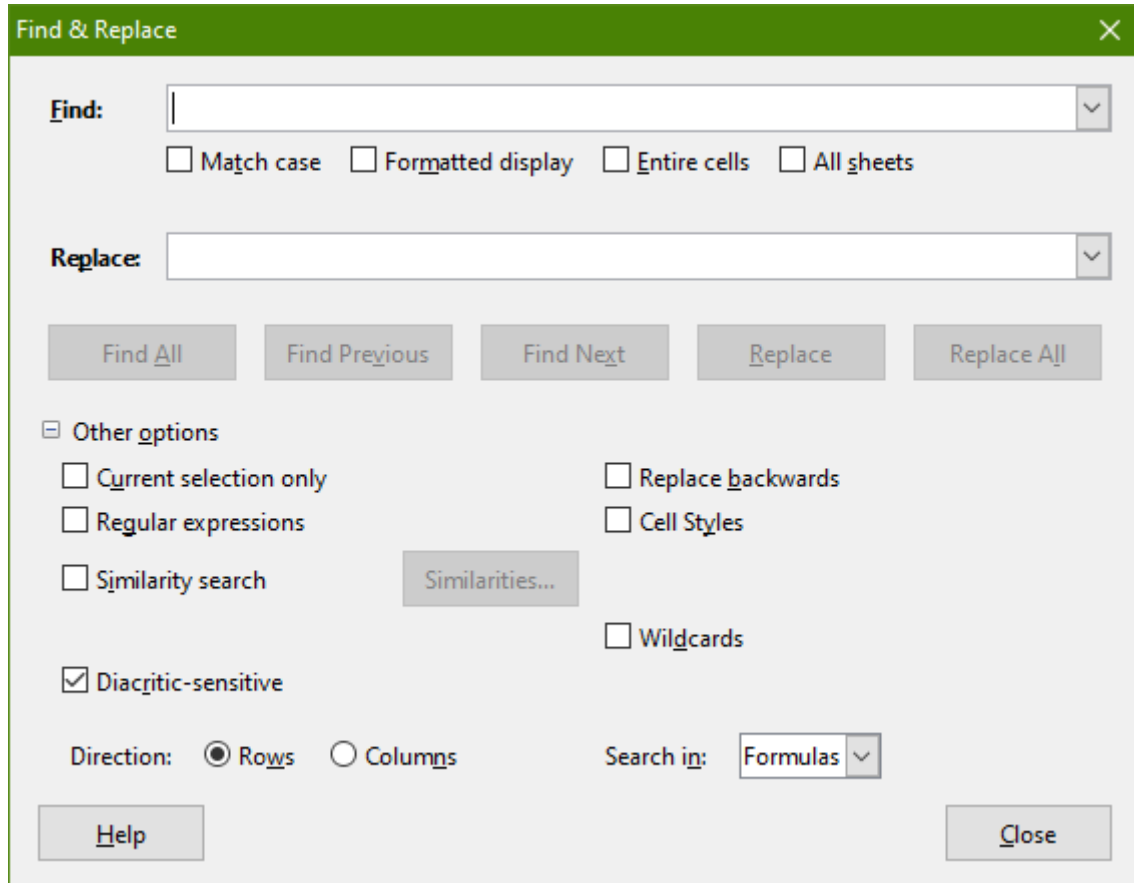 Find & Replace
Find:
Match case Formatted display Entire cells All sheets
Replace:
Find All Find Previous Find Next Replace Replace All
Other options
Current selection only Replace backwards
Regular expressions Cell Styles
Similarity search Similarities...
Wildcards
Diacritic-sensitive
Direction: Rows Columns Search in: Formulas
Help Close